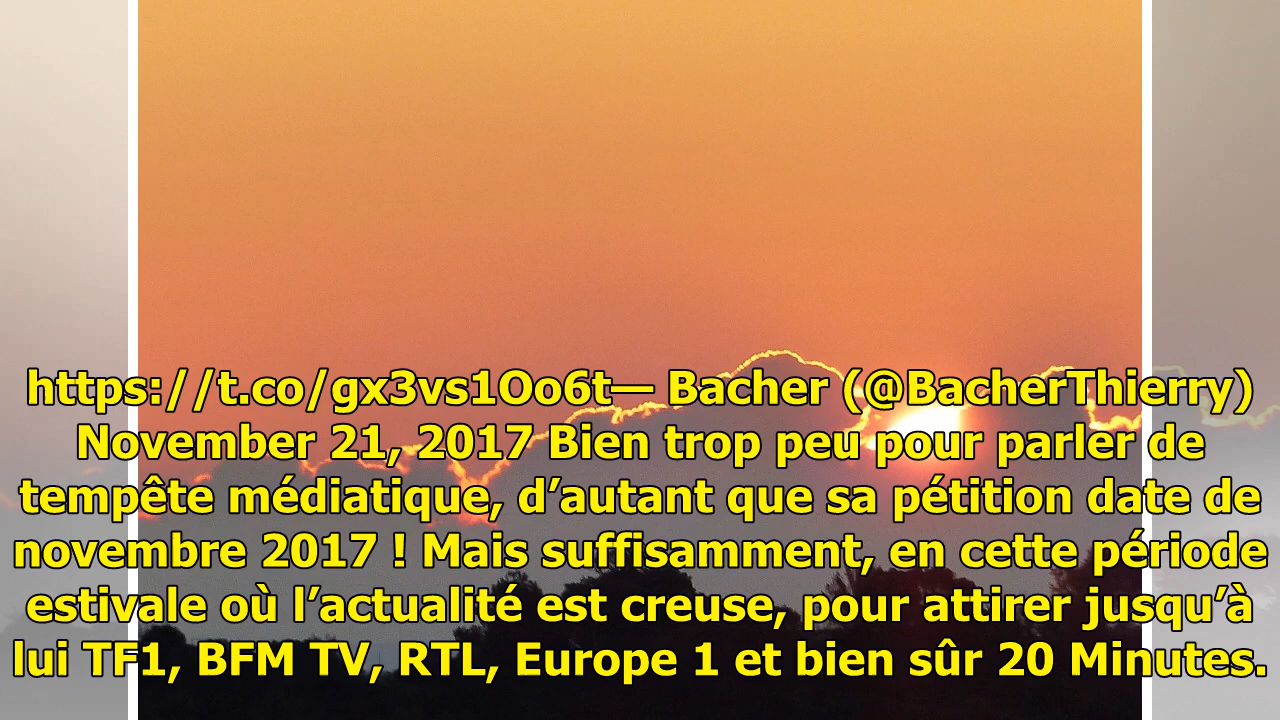 https://t.co/gx3vs1Oo6t— Bacher (@BacherThierry)
November 21, 2017 Bien trop peu pour parler de
tempête médiatique, d’autant que sa pétition date de
novembre 2017 ! Mais suffisamment, en cette période
estivale où l’actualité est creuse, pour attirer jusqu’à
lui TF1, BFM TV, RTL, Europe 1 et bien sûr 20 Minutes.